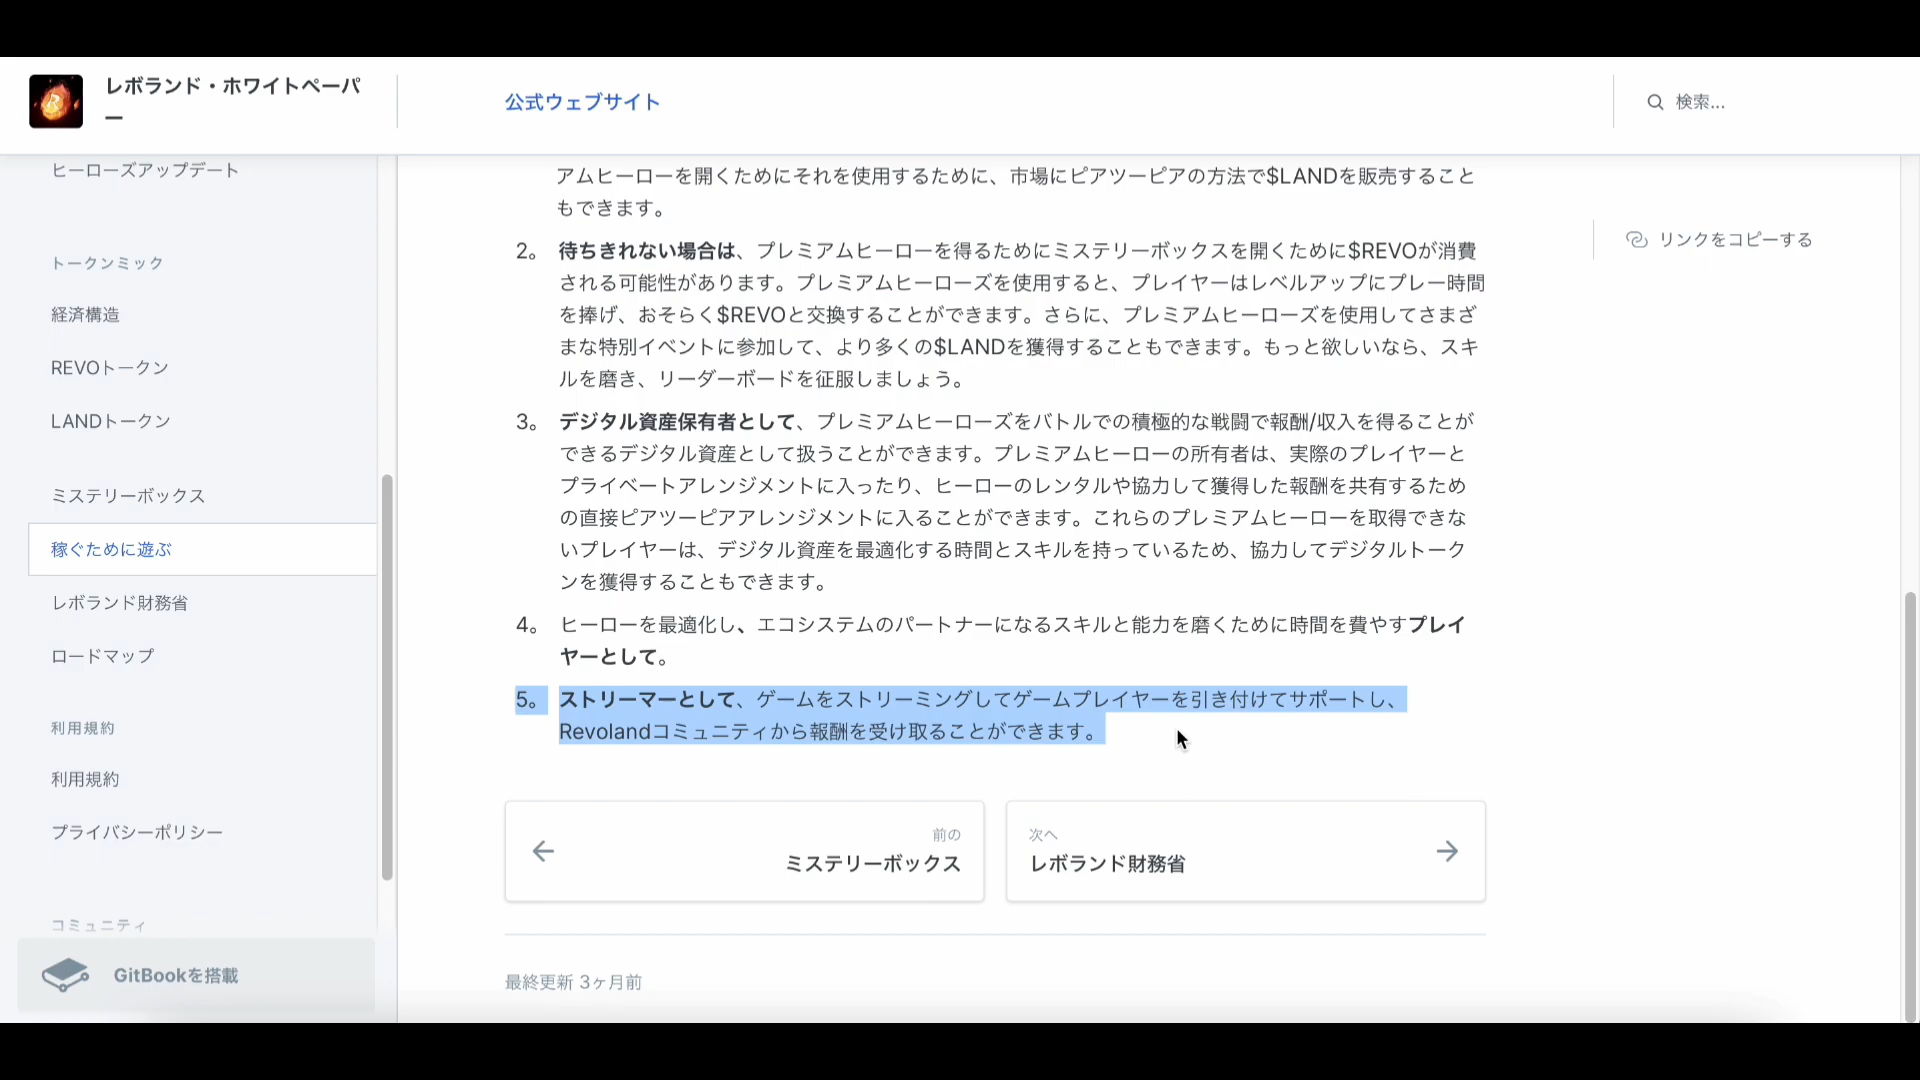 レボランド・ホワイトペーパ
ー
公式ウェブサイト
検索...
ヒーローズアップデート
トークンミック
経済構造
REVOトークン
LANDトークン
ミステリーボックス
稼ぐために遊ぶ
レボランド財務省
ロードマップ
利用規約
利用規約
プライバシーポリシー
コミュニティ
GitBookを搭載
アムヒーローを開くためにそれを使用するために、市場にピアツーピアの方法で$LANDを販売すること
もできます。
2。 待ちきれない場合は、プレミアムヒーローを得るためにミステリーボックスを開くために$REVOが消費
される可能性があります。プレミアムヒーローズを使用すると、プレイヤーはレベルアップにプレー時間
を捧げ、おそらく$REVOと交換することができます。さらに、プレミアムヒーローズを使用してさまざ
まな特別イベントに参加して、より多くの$LANDを獲得することもできます。もっと欲しいなら、スキ
ルを磨き、リーダーボードを征服しましょう。
3。 デジタル資産保有者として、プレミアムヒーローズをバトルでの積極的な戦闘で報酬/収入を得ることが
できるデジタル資産として扱うことができます。プレミアムヒーローの所有者は、実際のプレイヤーと
プライベートアレンジメントに入ったり、ヒーローのレンタルや協力して獲得した報酬を共有するため
の直接ピアツーピアアレンジメントに入ることができます。これらのプレミアムヒーローを取得できな
いプレイヤーは、デジタル資産を最適化する時間とスキルを持っているため、協力してデジタルトーク
ンを獲得することもできます。
4。 ヒーローを最適化し、エコシステムのパートナーになるスキルと能力を磨くために時間を費やすプレイ
ヤーとして。
5。 ストリーマーとして、ゲームをストリーミングしてゲームプレイヤーを引き付けてサポートし、
Revolandコミュニティから報酬を受け取ることができます。
前の
ミステリーボックス
次へ
レボランド財務省
最終更新 3ヶ月前
リンクをコピーする